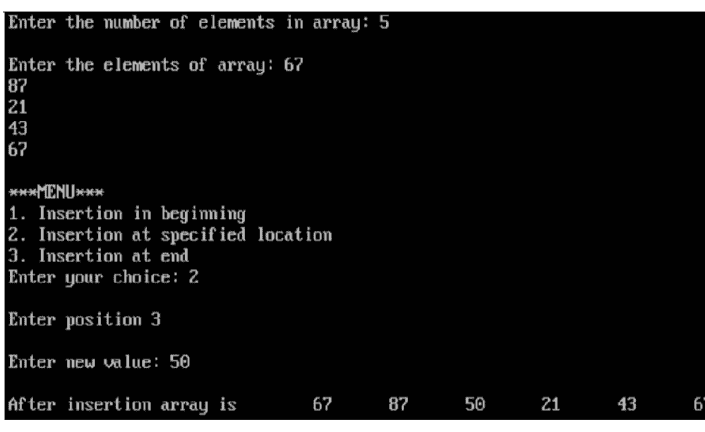 Enter the number of elements in array: 5
Enter the elements of array: 67
87
21
43
67
***MENU***
1. Insertion in beginning
2. Insertion at specified location
3. Insertion at end
Enter your choice: 2
Enter position 3
Enter new value: 50
After insertion array is 67 87 50 21 43